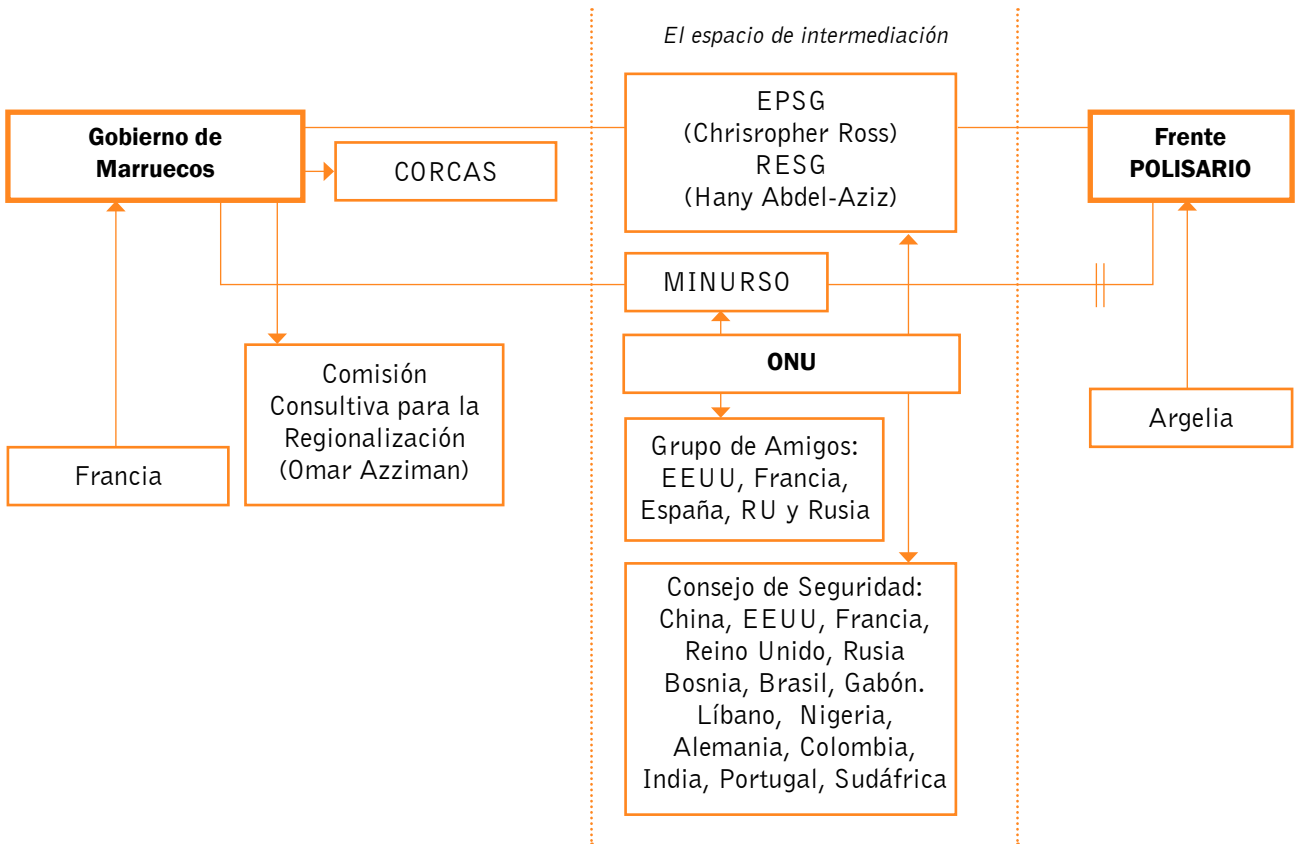 El espacio de intermediación
Gobierno de
Marruecos
CORCAS
EPSG
(Chrisropher Ross)
RESG
(Hany Abdel-Aziz)
Frente
POLISARIO
MINURSO
ONU
Comisión
Consultiva para la
Regionalización
(Omar Azziman)
Francia
Argelia
Grupo de Amigos:
EEUU, Francia,
España, RU y Rusia
Consejo de Seguridad:
China, EEUU, Francia,
Reino Unido, Rusia
Bosnia, Brasil, Gabón.
Líbano, Nigeria,
Alemania, Colombia,
India, Portugal, Sudáfrica